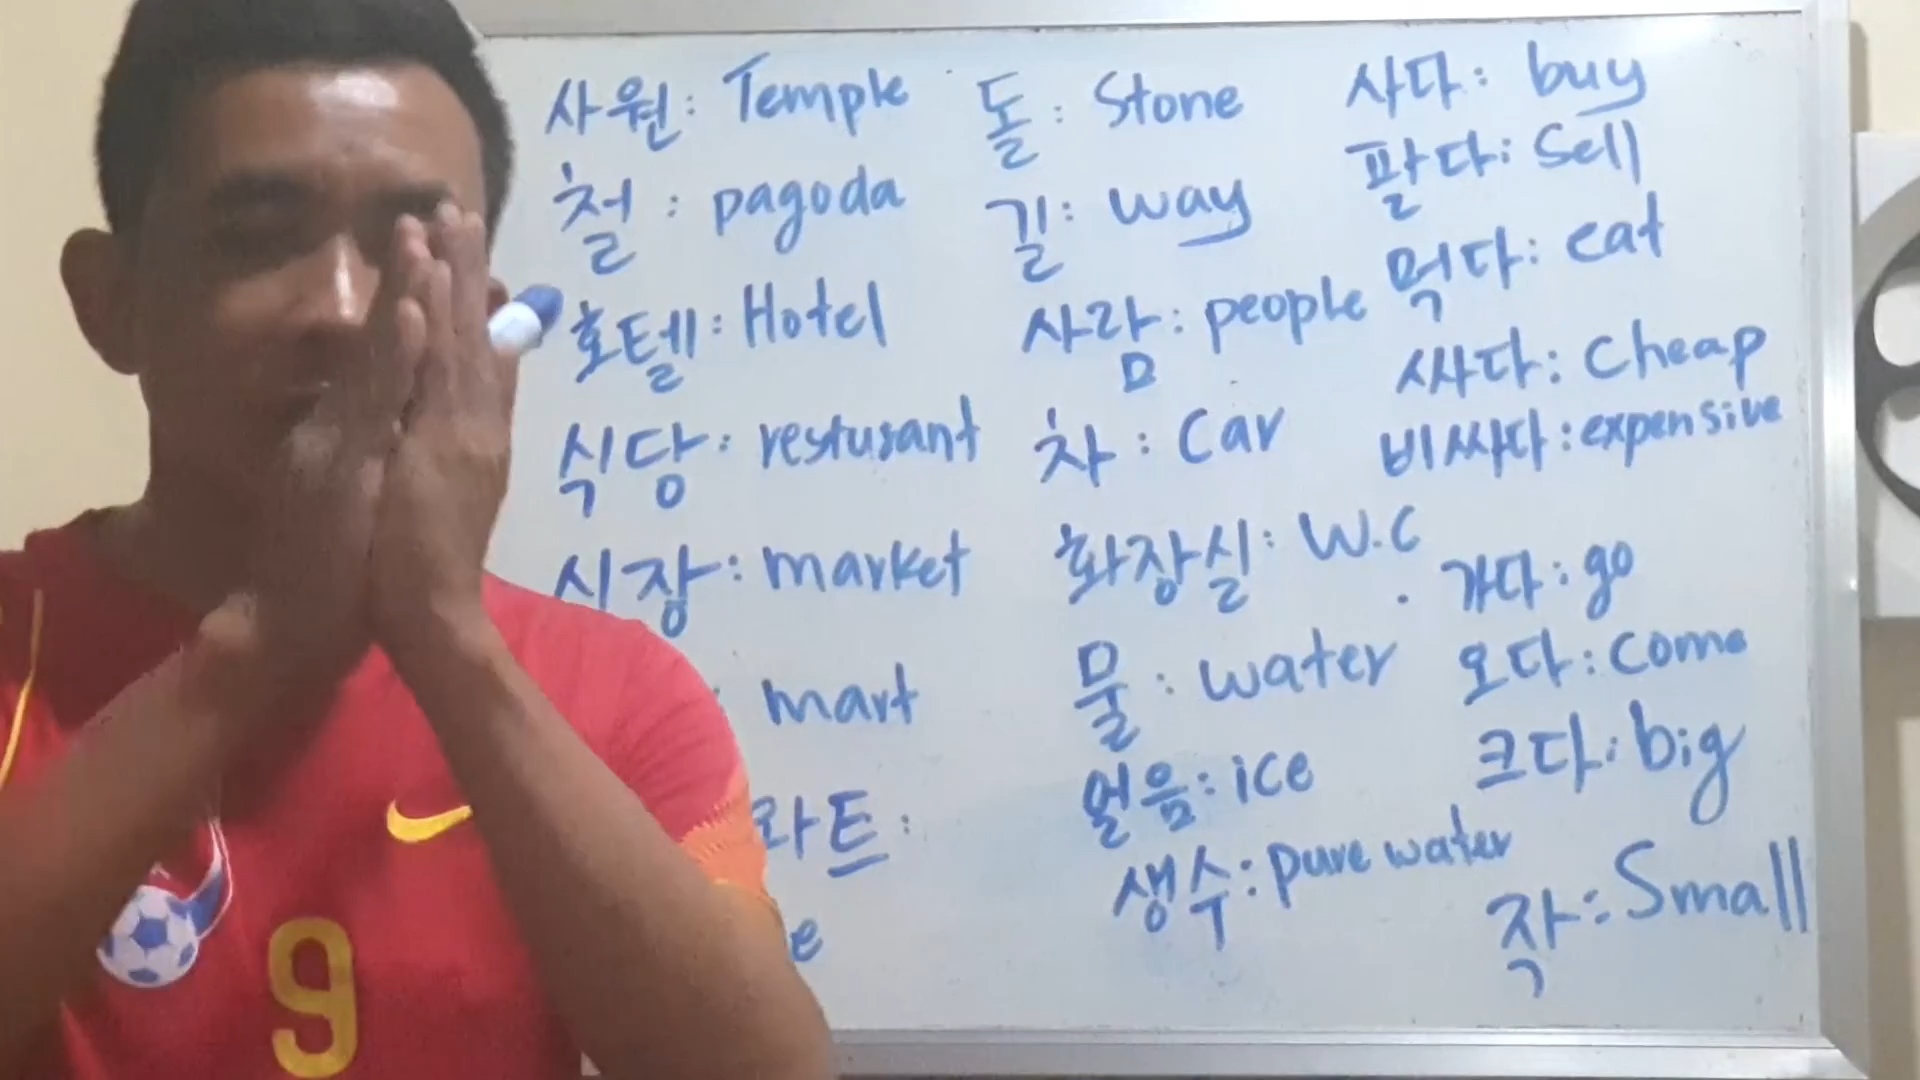 사원: Temple
철: pagoda
호텔: Hotel
식당: restusant
시장: market
mart
트:
e
돌: Stone
길: way
사람: people
차: Car
화장실: W.C
물: water
얼음: ice
생수: pure water
사다: buy
팔다: Sell
먹다: eat
싸다: cheap
비싸다: expensive
가다: go
오다: come
크다: big
작: Small
9